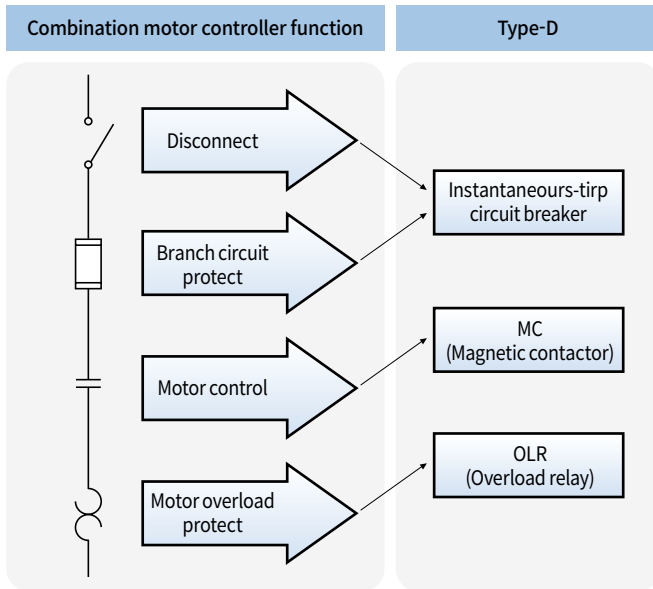 Combination motor controller function
Type-D
Disconnect
Branch circuit
protect
Motor control
Motor overload
protect
Instantaneours-tirp
circuit breaker
MC
(Magnetic contactor)
OLR
(Overload relay)